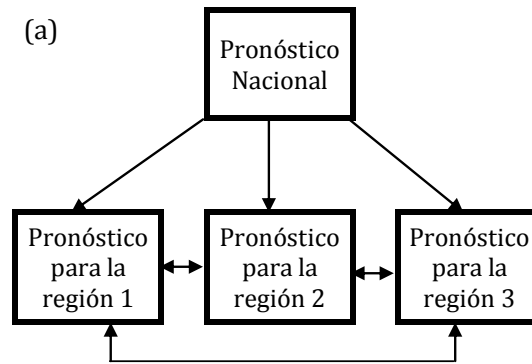 (a)
Pronóstico
Nacional
Pronóstico
para la
región 1
Pronóstico
para la
región 2
Pronóstico
para la
región 3